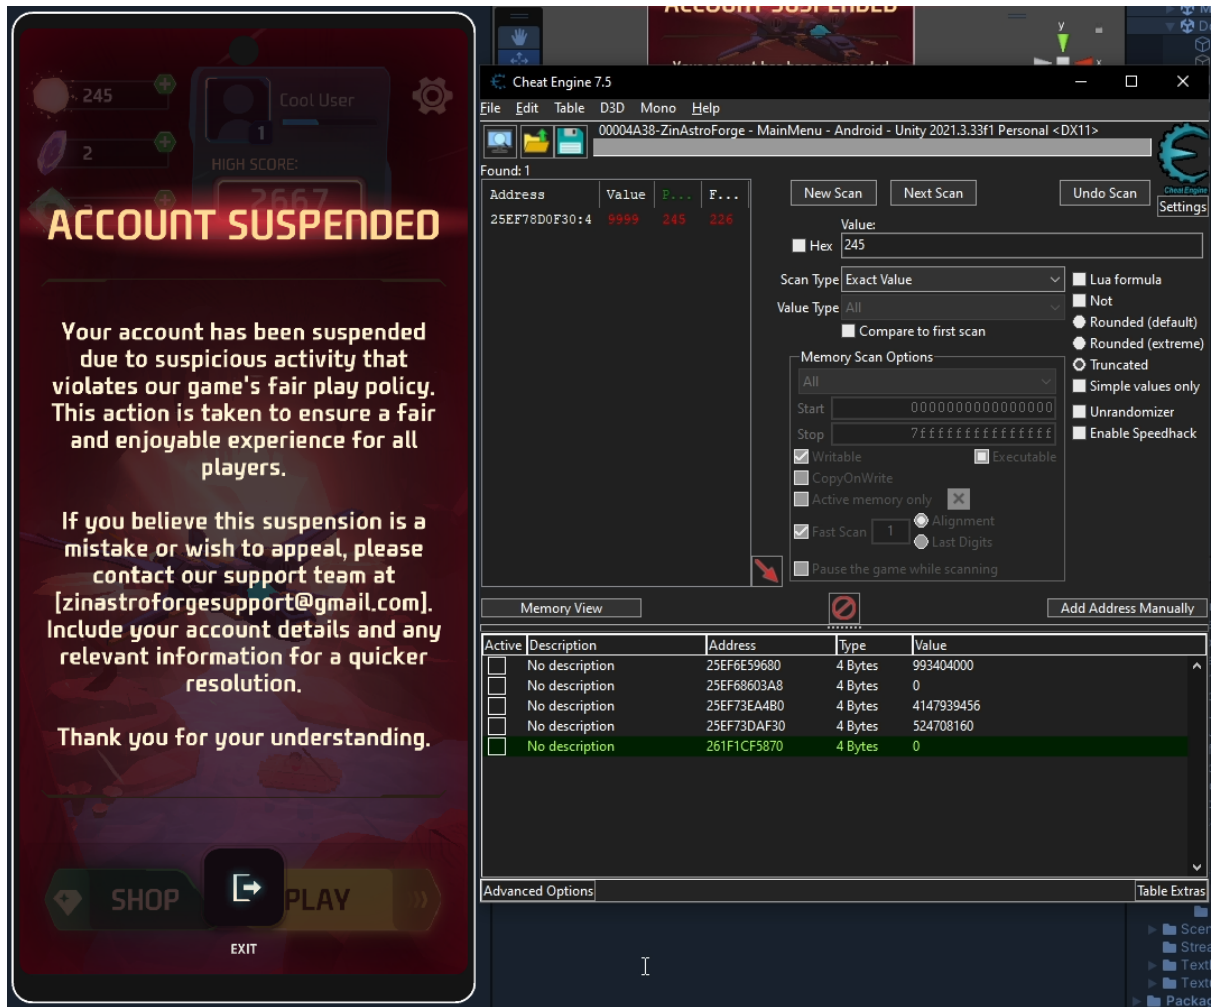 ACCOUNT SUSPENDED
245
Cool User
1
2
HIGH SCORE:
2667
ACCOUNT SUSPENDED
Your account has been suspended
due to suspicious activity that
violates our game's fair play policy.
This action is taken to ensure a fair
and enjoyable experience for all
players.
If you believe this suspension is a
mistake or wish to appeal, please
contact our support team at
[zinastroforgesupport@gmail.com].
Include your account details and any
relevant information for a quicker
resolution.
Thank you for your understanding.
SHOP
PLAY
EXIT
y
x
Cheat Engine 7.5
File Edit Table D3D Mono Help
00004A38-ZinAstroForge - MainMenu - Android - Unity 2021.3.33f1 Personal <DX11>
Cheat Engine
Settings
Found: 1
Address Value P... F...
25EF78D0F30:4 9999 245 226
New Scan Next Scan Undo Scan
Value:
Hex 245
Scan Type Exact Value
Value Type All
Compare to first scan
Lua formula
Not
Rounded (default)
Rounded (extreme)
Truncated
Simple values only
Unrandomizer
Enable Speedhack
Memory Scan Options
All
Start 0000000000000000
Stop 7fffffffffffffff
Writable Executable
CopyOnWrite
Active memory only
Fast Scan 1 Alignment
Last Digits
Pause the game while scanning
Memory View Add Address Manually
Active Description Address Type Value
No description 25EF6E59680 4 Bytes 993404000
No description 25EF68603A8 4 Bytes 0
No description 25EF73EA4B0 4 Bytes 4147939456
No description 25EF73DAF30 4 Bytes 524708160
No description 261F1CF5870 4 Bytes 0
Advanced Options Table Extras